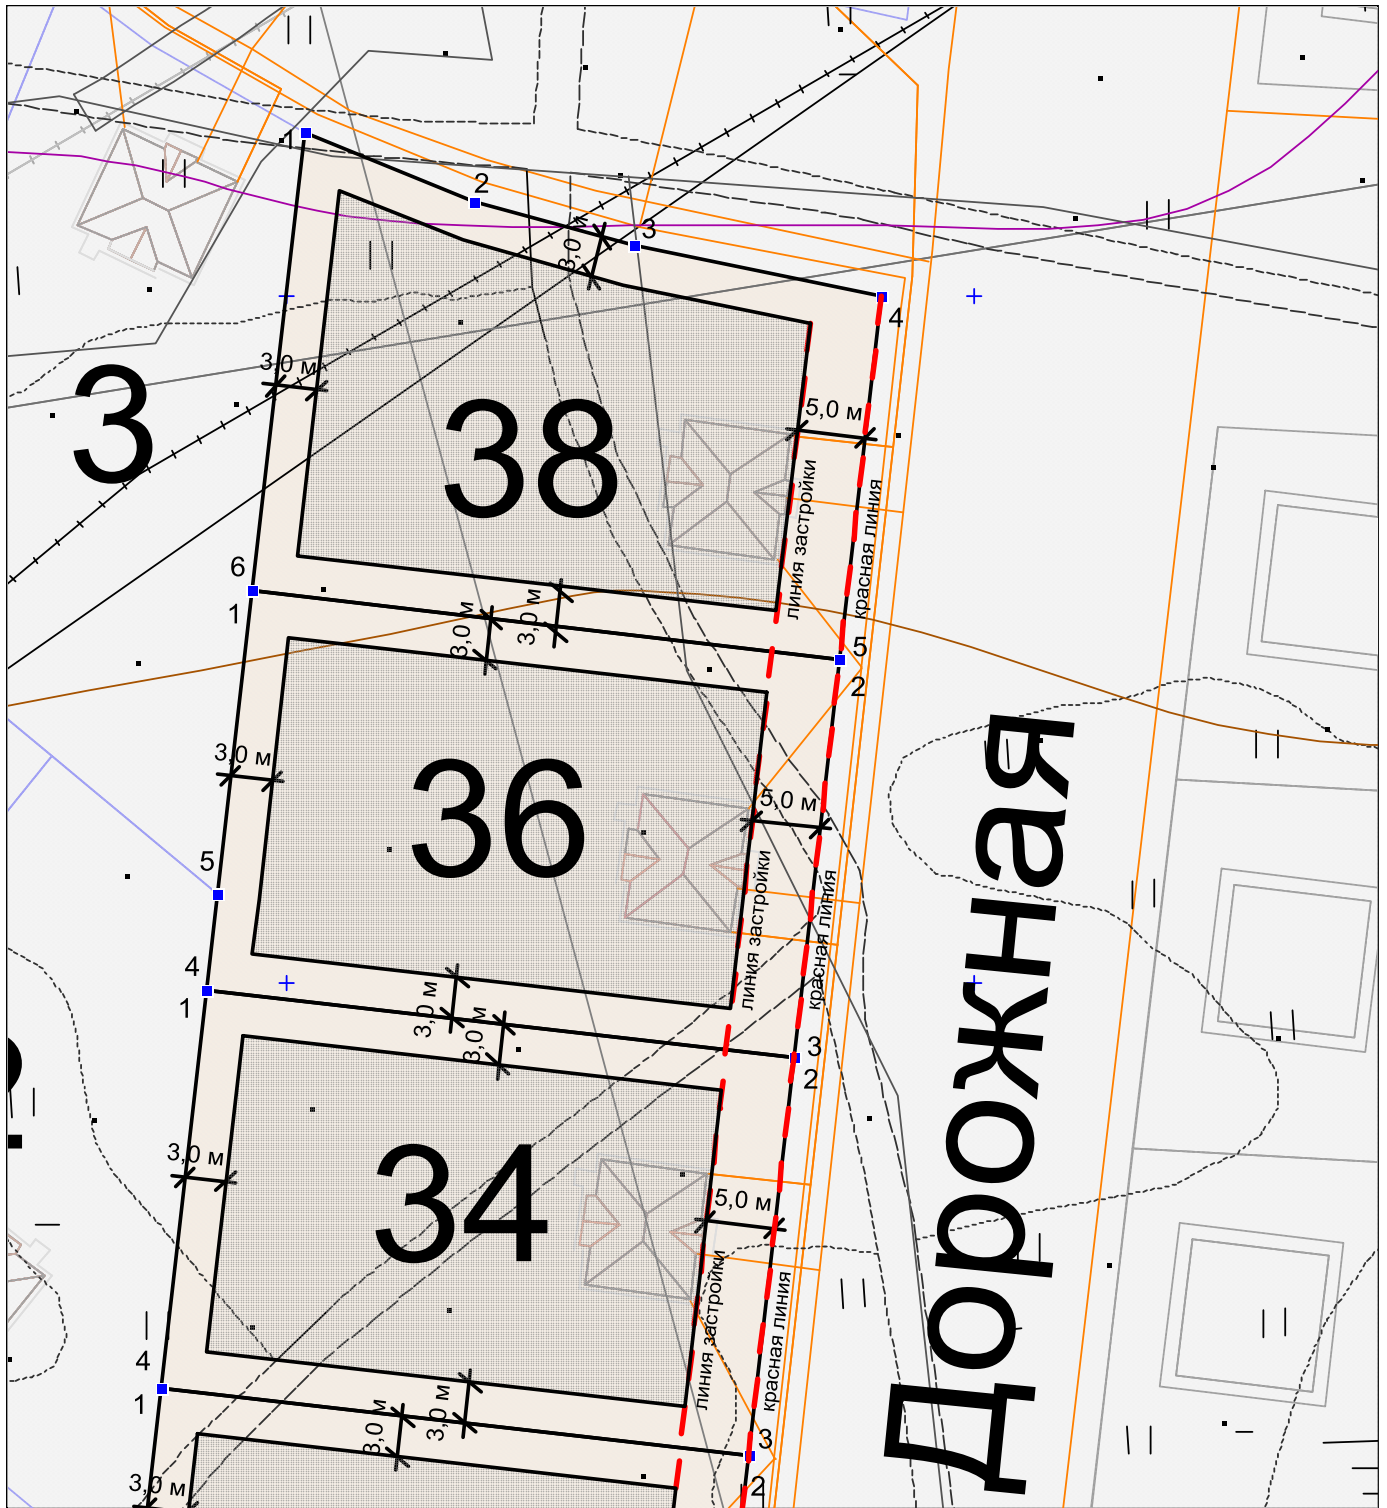 1
2
3
3,0 м
4
3,0 м
3
38
5,0 м
линия застройки
красная линия
6
1
3,0 м
3,0 м
5
2
3,0 м
36
5,0 м
линия застройки
красная линия
Дорожная
5
4
1
3,0 м
3,0 м
3
2
3,0 м
34
5,0 м
линия застройки
красная линия
4
1
3,0 м
3,0 м
3
2
3,0 м